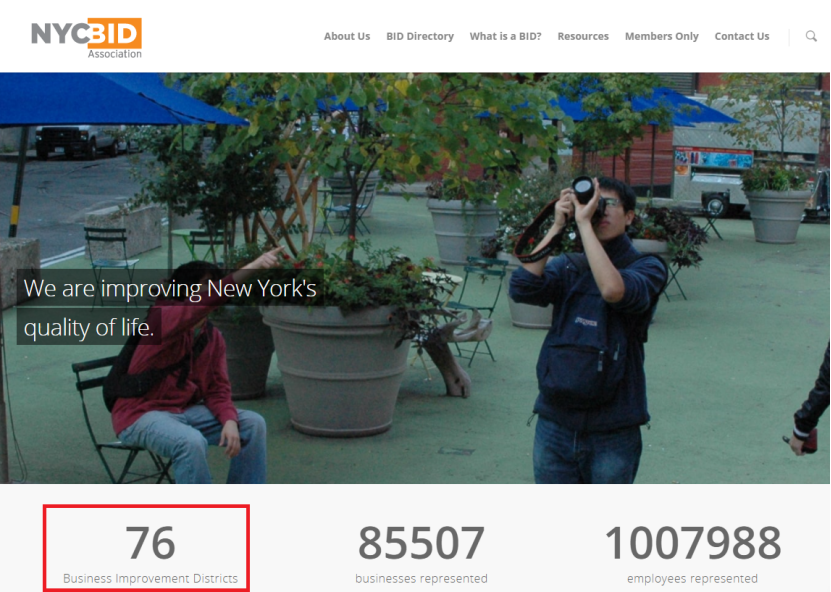 NYCBID
Association
About Us BID Directory What is a BID? Resources Members Only Contact Us
We are improving New York's
quality of life.
76 85507 1007988
Business Improvement Districts businesses represented employees represented